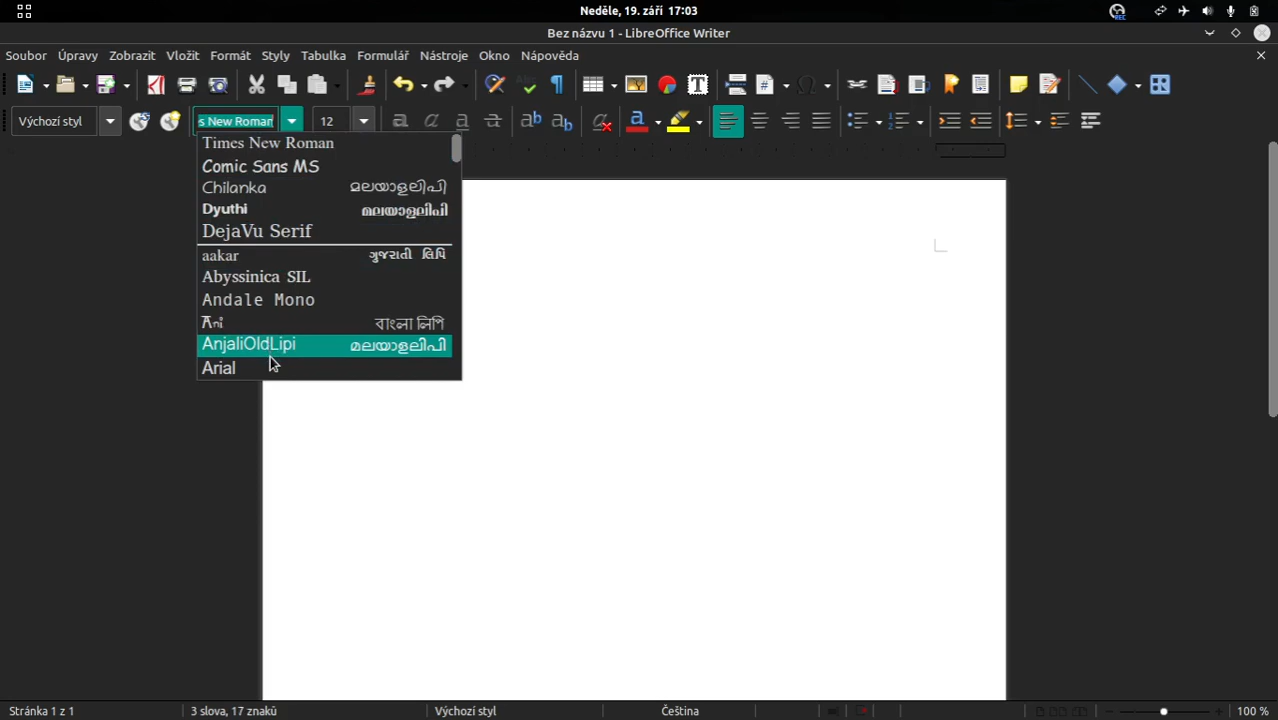 Neděle, 19. září 17:03
REC
Bez názvu 1 - LibreOffice Writer
Soubor Úpravy Zobrazit Vložit Formát Styly Tabulka Formulář Nástroje Okno Nápověda
Výchozí styl s New Roman 12
Times New Roman
Comic Sans MS
Chilanka മലയാളലിപി
Dyuthi മലയാളലിപി
DejaVu Serif
aakar ગુજરાતી લિપિ
Abyssinica SIL
Andale Mono
Ani বাংলা লিপি
AnjaliOldLipi മലയാളലിപി
Arial
Stránka 1 z 1 3 slova, 17 znaků Výchozí styl Čeština 100 %